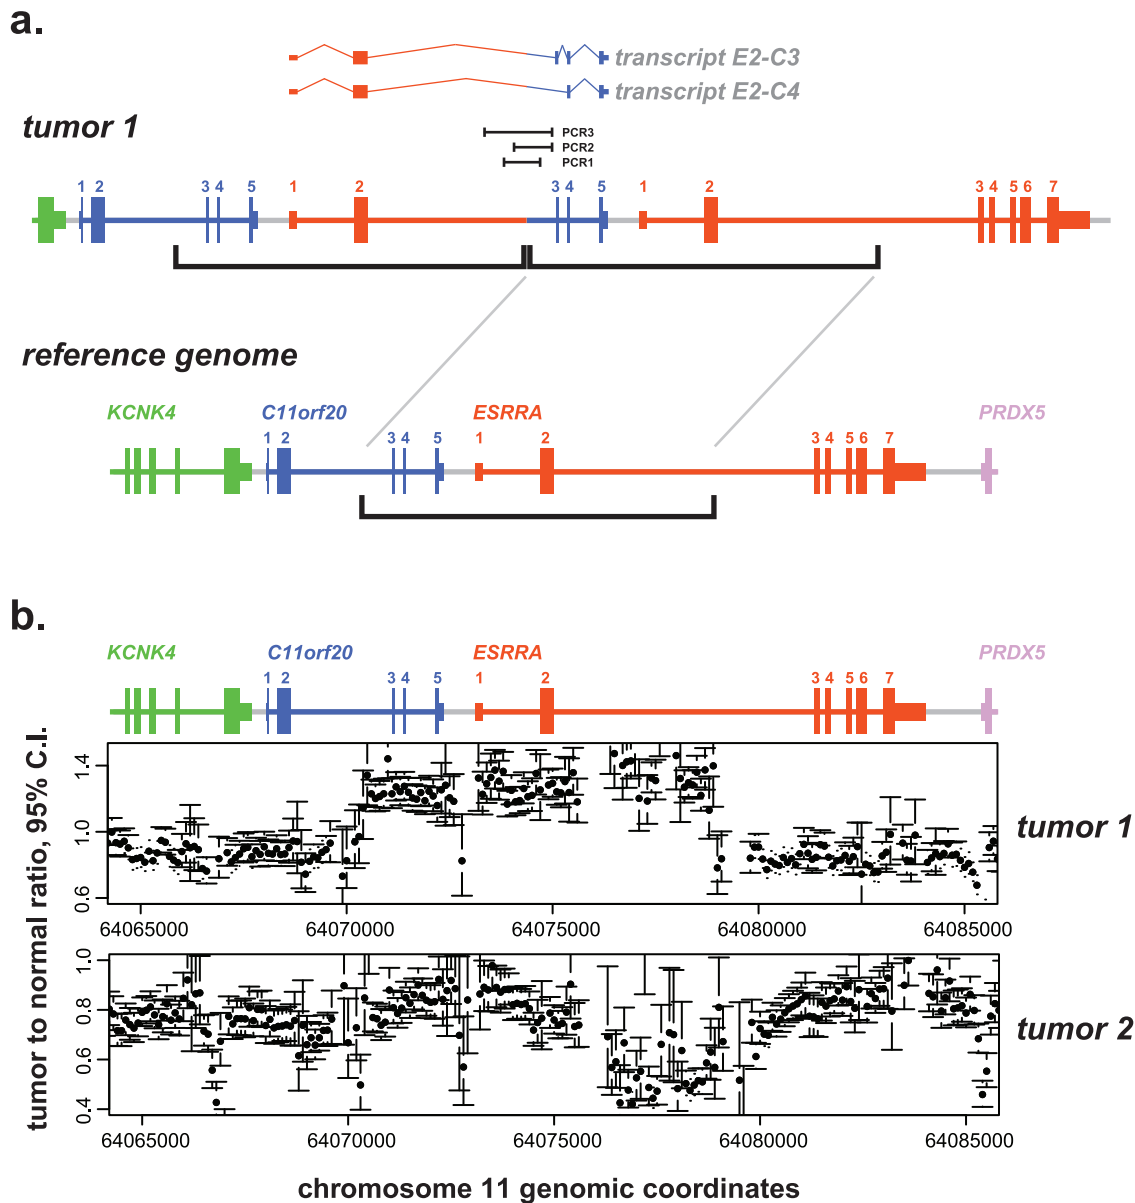 a.
transcript E2-C3
transcript E2-C4
tumor 1
PCR3
PCR2
PCR1
1 2 3 4 5 1 2 3 4 5 1 2 3 4 5 6 7
reference genome
KCNK4 C11orf20 ESRRA PRDX5
1 2 3 4 5 1 2 3 4 5 6 7
b.
KCNK4 C11orf20 ESRRA PRDX5
1 2 3 4 5 1 2 3 4 5 6 7
tumor to normal ratio, 95% C.I.
1.4
1.0
0.6
tumor 1
64065000 64070000 64075000 64080000 64085000
1.0
0.8
0.6
0.4
tumor 2
64065000 64070000 64075000 64080000 64085000
chromosome 11 genomic coordinates